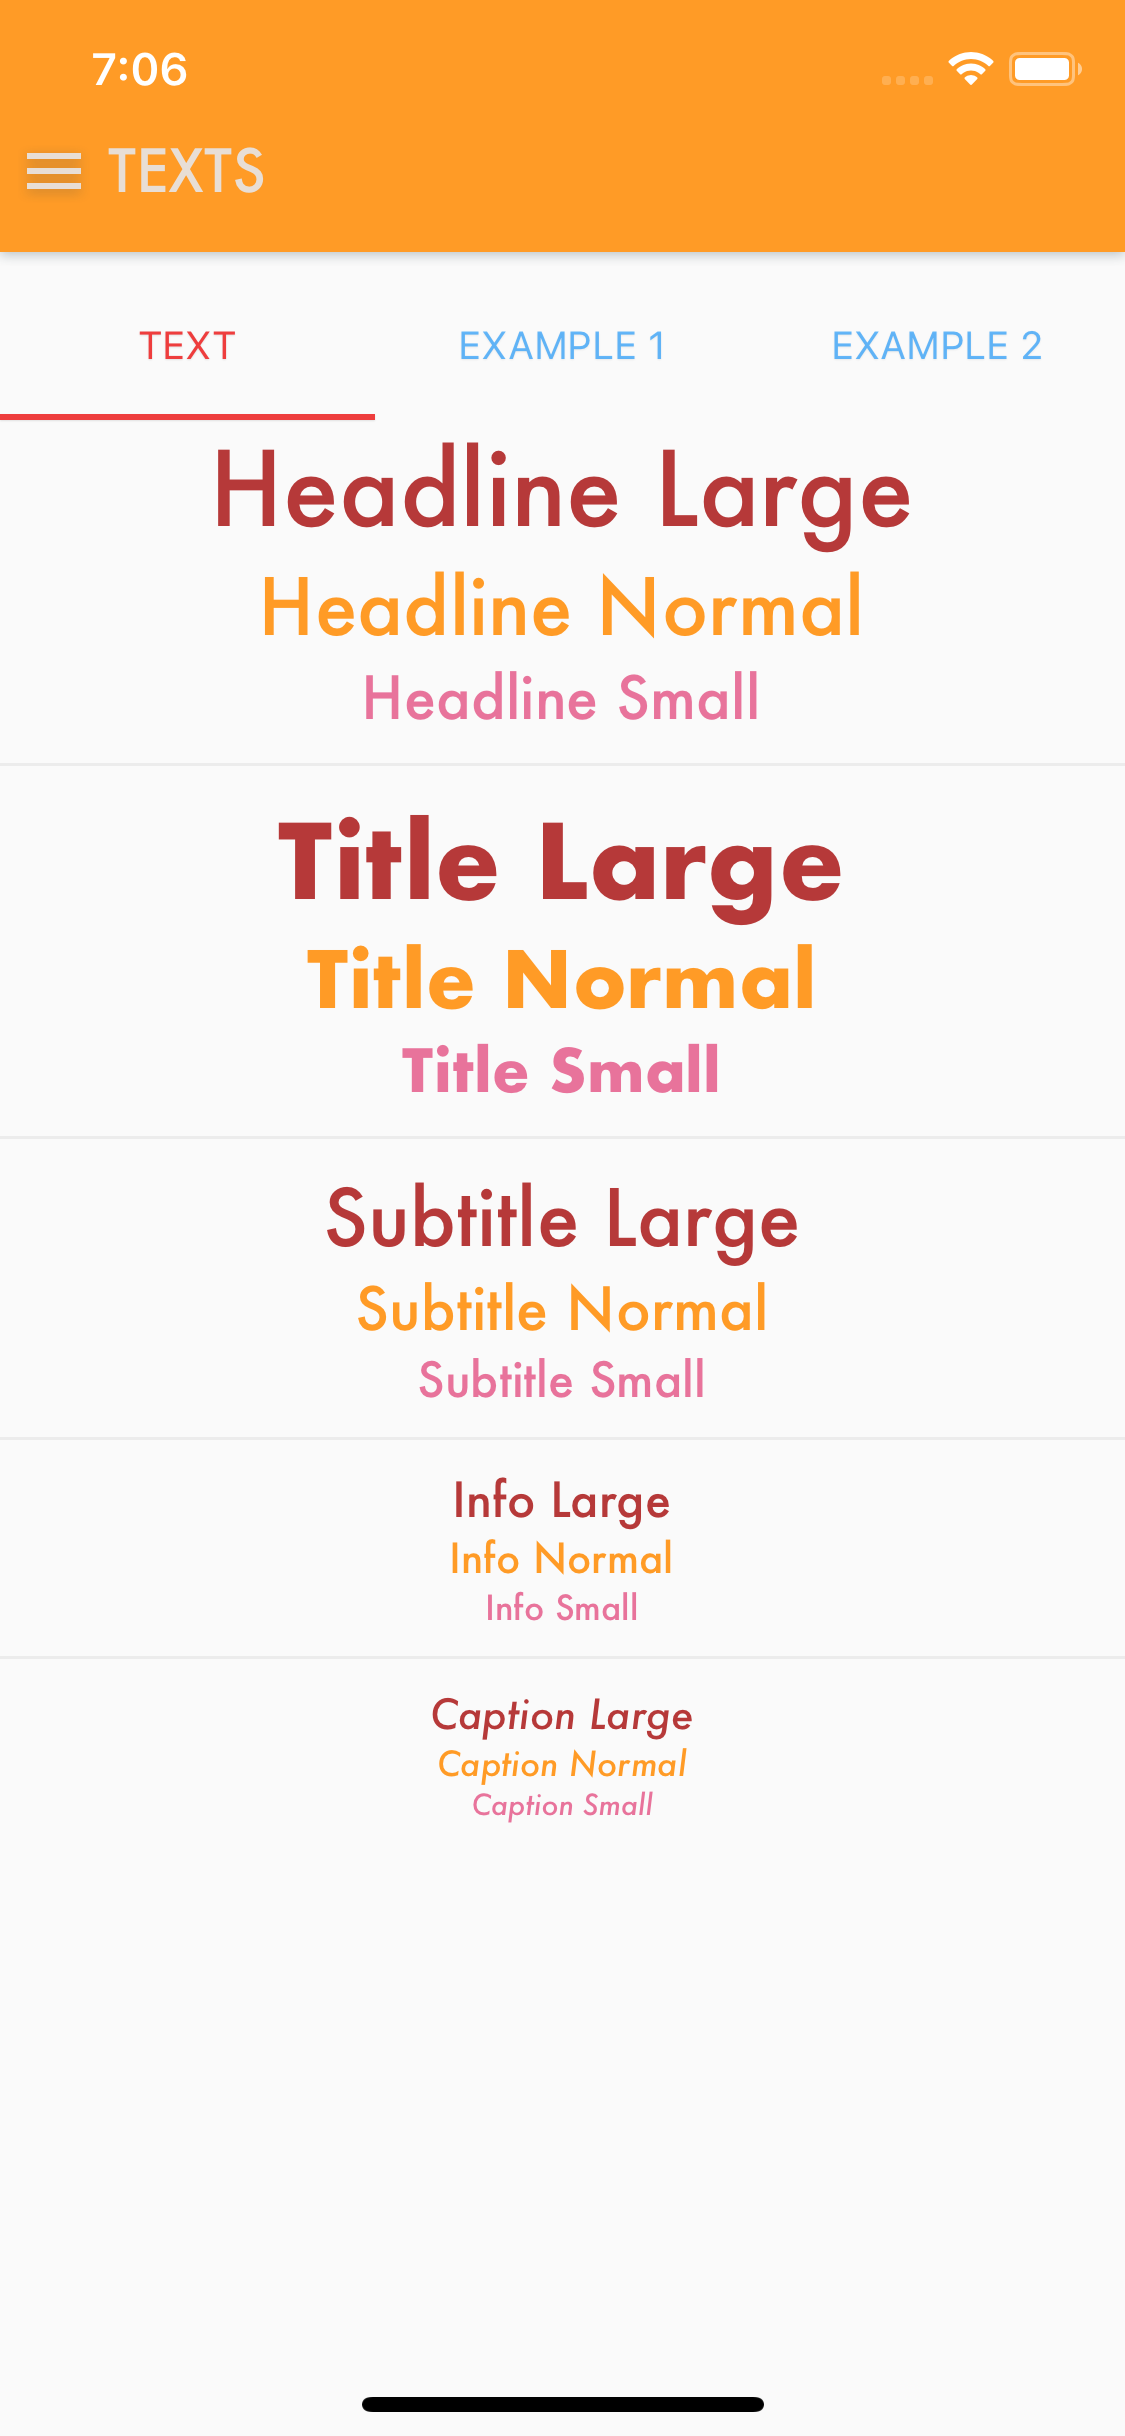 7:06
TEXTS
TEXT EXAMPLE 1 EXAMPLE 2
Headline Large
Headline Normal
Headline Small
Title Large
Title Normal
Title Small
Subtitle Large
Subtitle Normal
Subtitle Small
Info Large
Info Normal
Info Small
Caption Large
Caption Normal
Caption Small